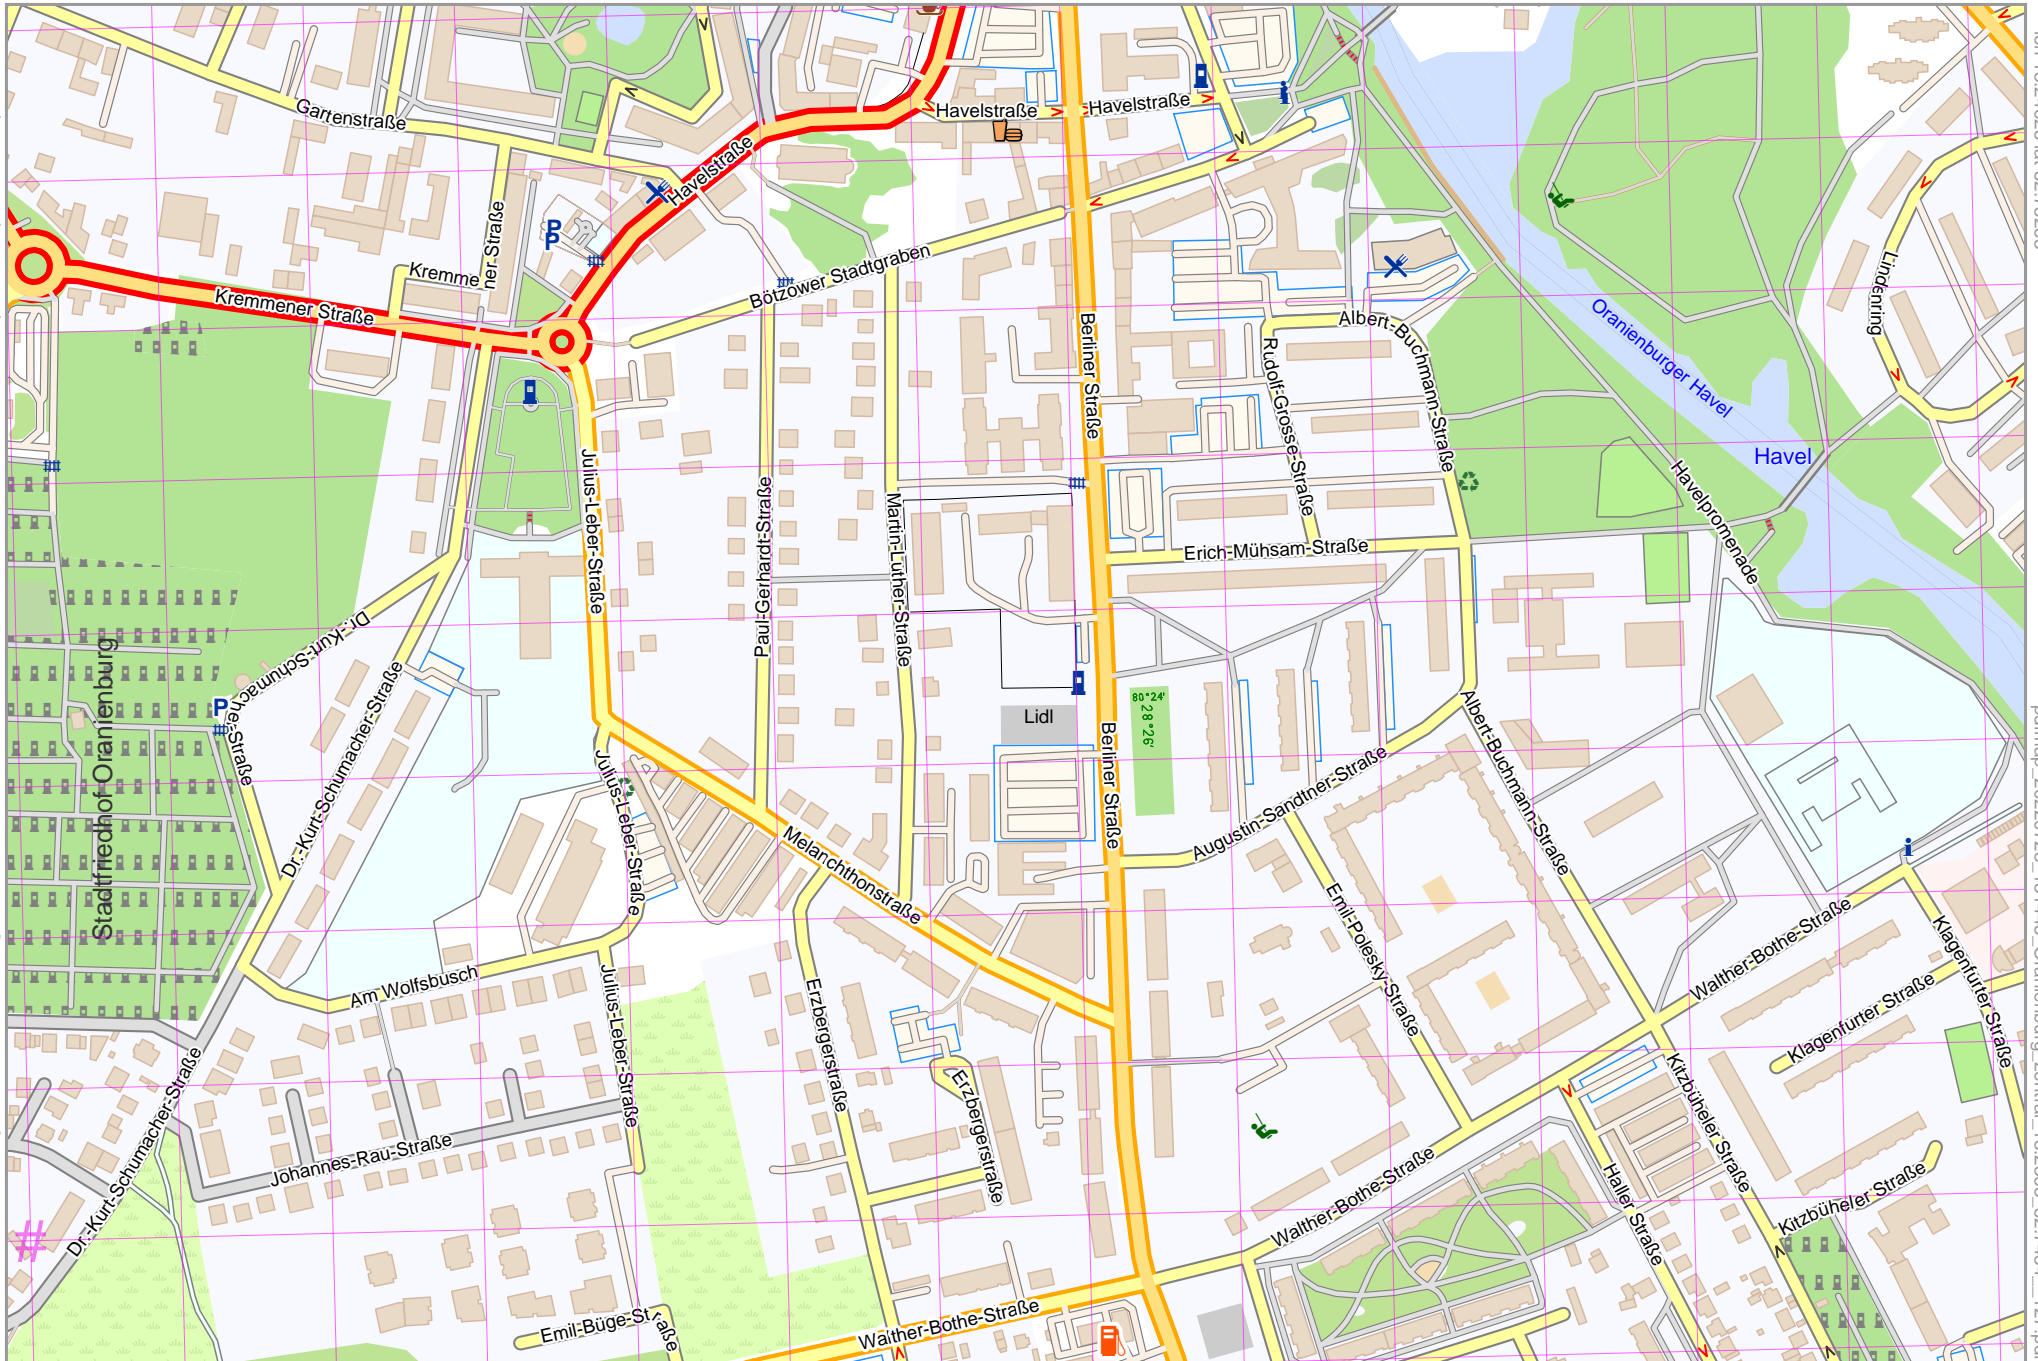 Gartenstraße
Havelstraße
Havelstraße
Havelstraße
P
P
Kremmener Straße
Kremmener Straße
Bötzower Stadtgraben
Lindenring
Oranienburger Havel
Havel
Albert-Buchmann-Straße
Rudolf-Grosse-Straße
Berliner Straße
Julius-Leber-Straße
Paul-Gerhardt-Straße
Martin-Luther-Straße
Erich-Mühsam-Straße
Havelpromenade
Dr.-Kurt-Schumacher-Straße
Dr.-Kurt-Schumacher-Straße
P
Stadtfriedhof Oranienburg
Lidl
80°24'
28°26'
Berliner Straße
Julius-Leber-Straße
Melanchthonstraße
Augustin-Sandtner-Straße
Albert-Buchmann-Straße
Emil-Polesky-Straße
Walther-Bothe-Straße
Klagenfurter Straße
Klagenfurter Straße
Am Wolfsbusch
Julius-Leber-Straße
Erzbergerstraße
Erzbergerstraße
Dr.-Kurt-Schumacher-Straße
Johannes-Rau-Straße
Kitzbüheler Straße
Kitzbüheler Straße
Haller Straße
Walther-Bothe-Straße
Walther-Bothe-Straße
Emil-Büge-Straße
#